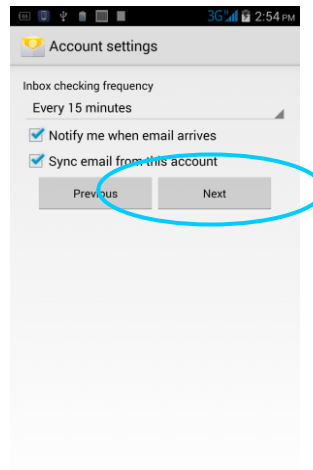 3G 2:54 PM
Account settings
Inbox checking frequency
Every 15 minutes
Notify me when email arrives
Sync email from this account
Previous Next